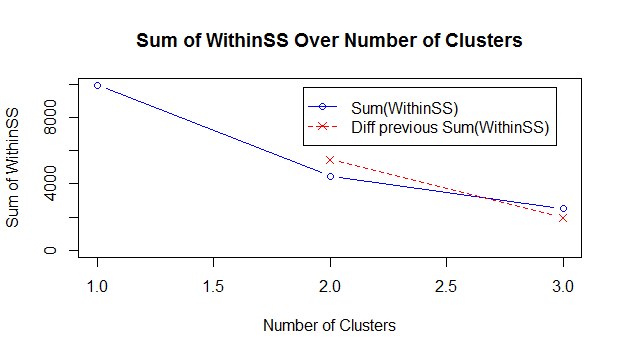 Sum of WithinSS Over Number of Clusters
Sum of WithinSS
8000
4000
0
Sum(WithinSS)
Diff previous Sum(WithinSS)
1.0 1.5 2.0 2.5 3.0
Number of Clusters